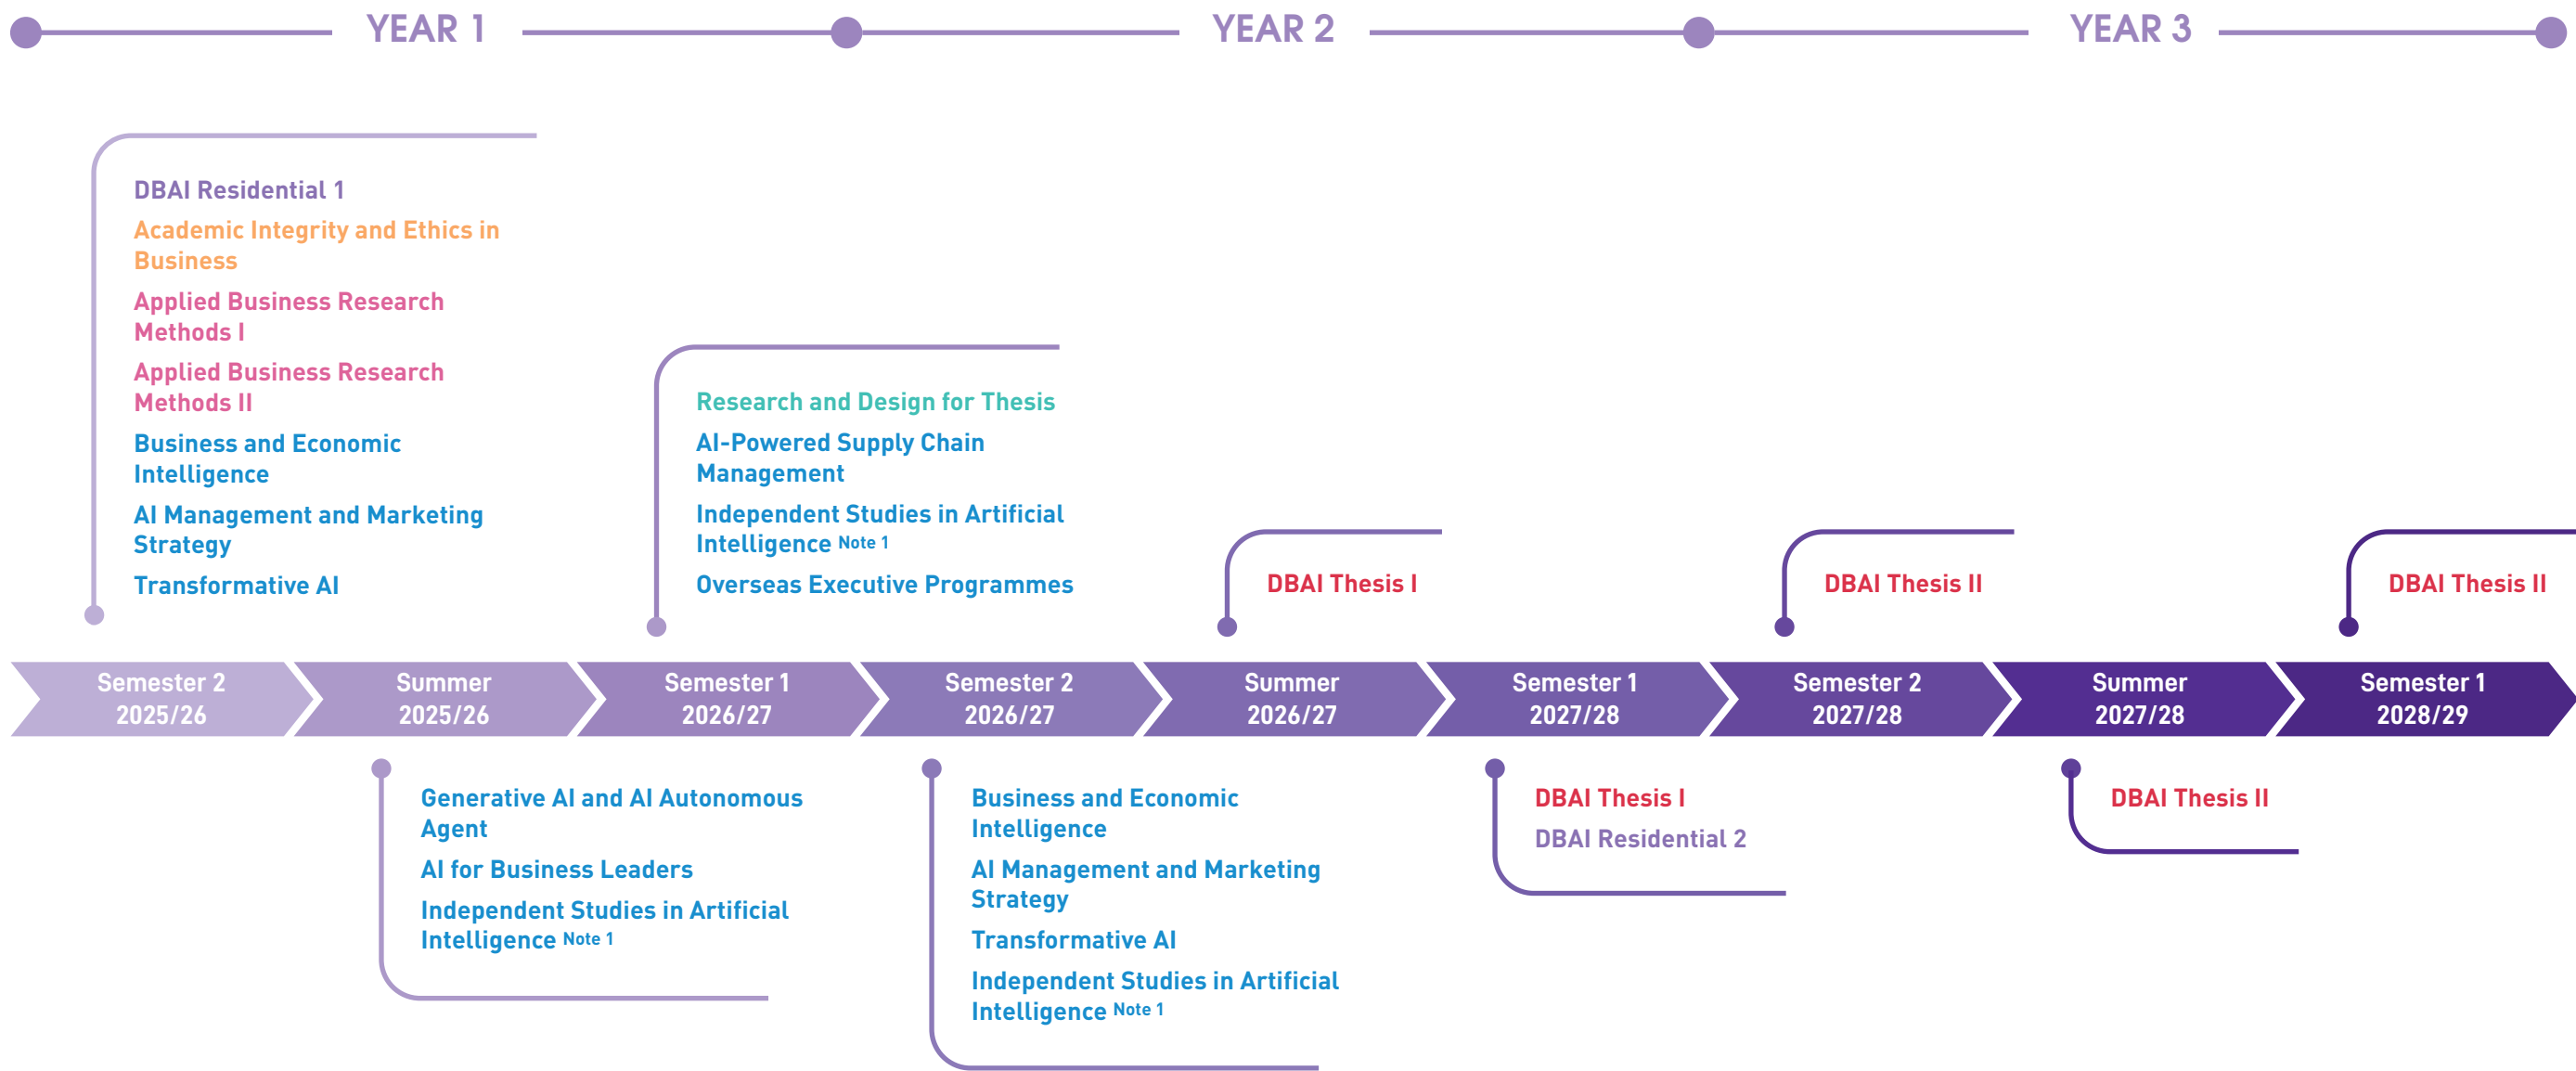 YEAR 1
YEAR 2
YEAR 3
DBAI Residential 1
Academic Integrity and Ethics in
Business
Applied Business Research
Methods I
Applied Business Research
Methods II
Business and Economic
Intelligence
AI Management and Marketing
Strategy
Transformative AI
Research and Design for Thesis
AI-Powered Supply Chain
Management
Independent Studies in Artificial
Intelligence Note 1
Overseas Executive Programmes
DBAI Thesis I
DBAI Thesis II
DBAI Thesis II
Semester 2
2025/26
Summer
2025/26
Semester 1
2026/27
Semester 2
2026/27
Summer
2026/27
Semester 1
2027/28
Semester 2
2027/28
Summer
2027/28
Semester 1
2028/29
Generative AI and AI Autonomous
Agent
AI for Business Leaders
Independent Studies in Artificial
Intelligence Note 1
Business and Economic
Intelligence
AI Management and Marketing
Strategy
Transformative AI
Independent Studies in Artificial
Intelligence Note 1
DBAI Thesis I
DBAI Residential 2
DBAI Thesis II